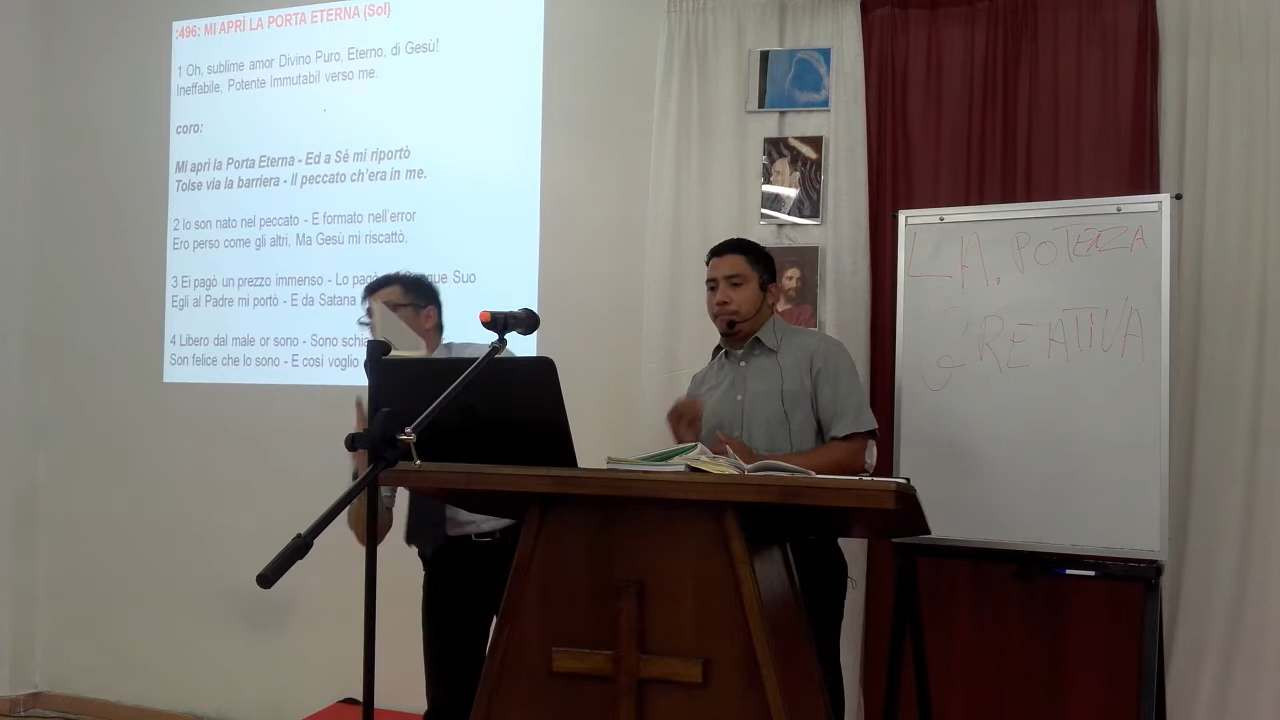 :496: MI APRÌ LA PORTA ETERNA (Sol)
1 Oh, sublime amor Divino Puro, Eterno, di Gesù!
Ineffabile, Potente Immutabil verso me.
coro:
Mi aprì la Porta Eterna - Ed a Sé mi riportò
Tolse via la barriera - Il peccato ch'era in me.
2 Io son nato nel peccato - E formato nell'error
Ero perso come gli altri, Ma Gesù mi riscattò.
3 Ei pagò un prezzo immenso - Lo pagò Suo
Egli al Padre mi portò - E da Satana
4 Libero dal male or sono - Sono
Son felice che lo sono - E così voglio
LA POTENZA
CREATIVA